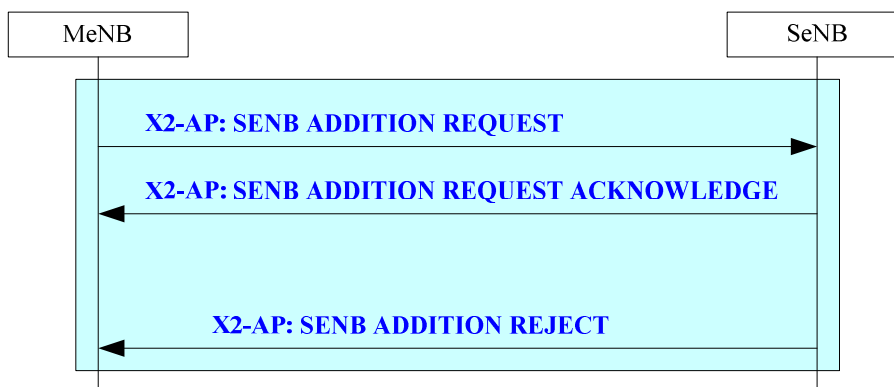 MeNB
SeNB
X2-AP: SENB ADDITION REQUEST
X2-AP: SENB ADDITION REQUEST ACKNOWLEDGE
X2-AP: SENB ADDITION REJECT